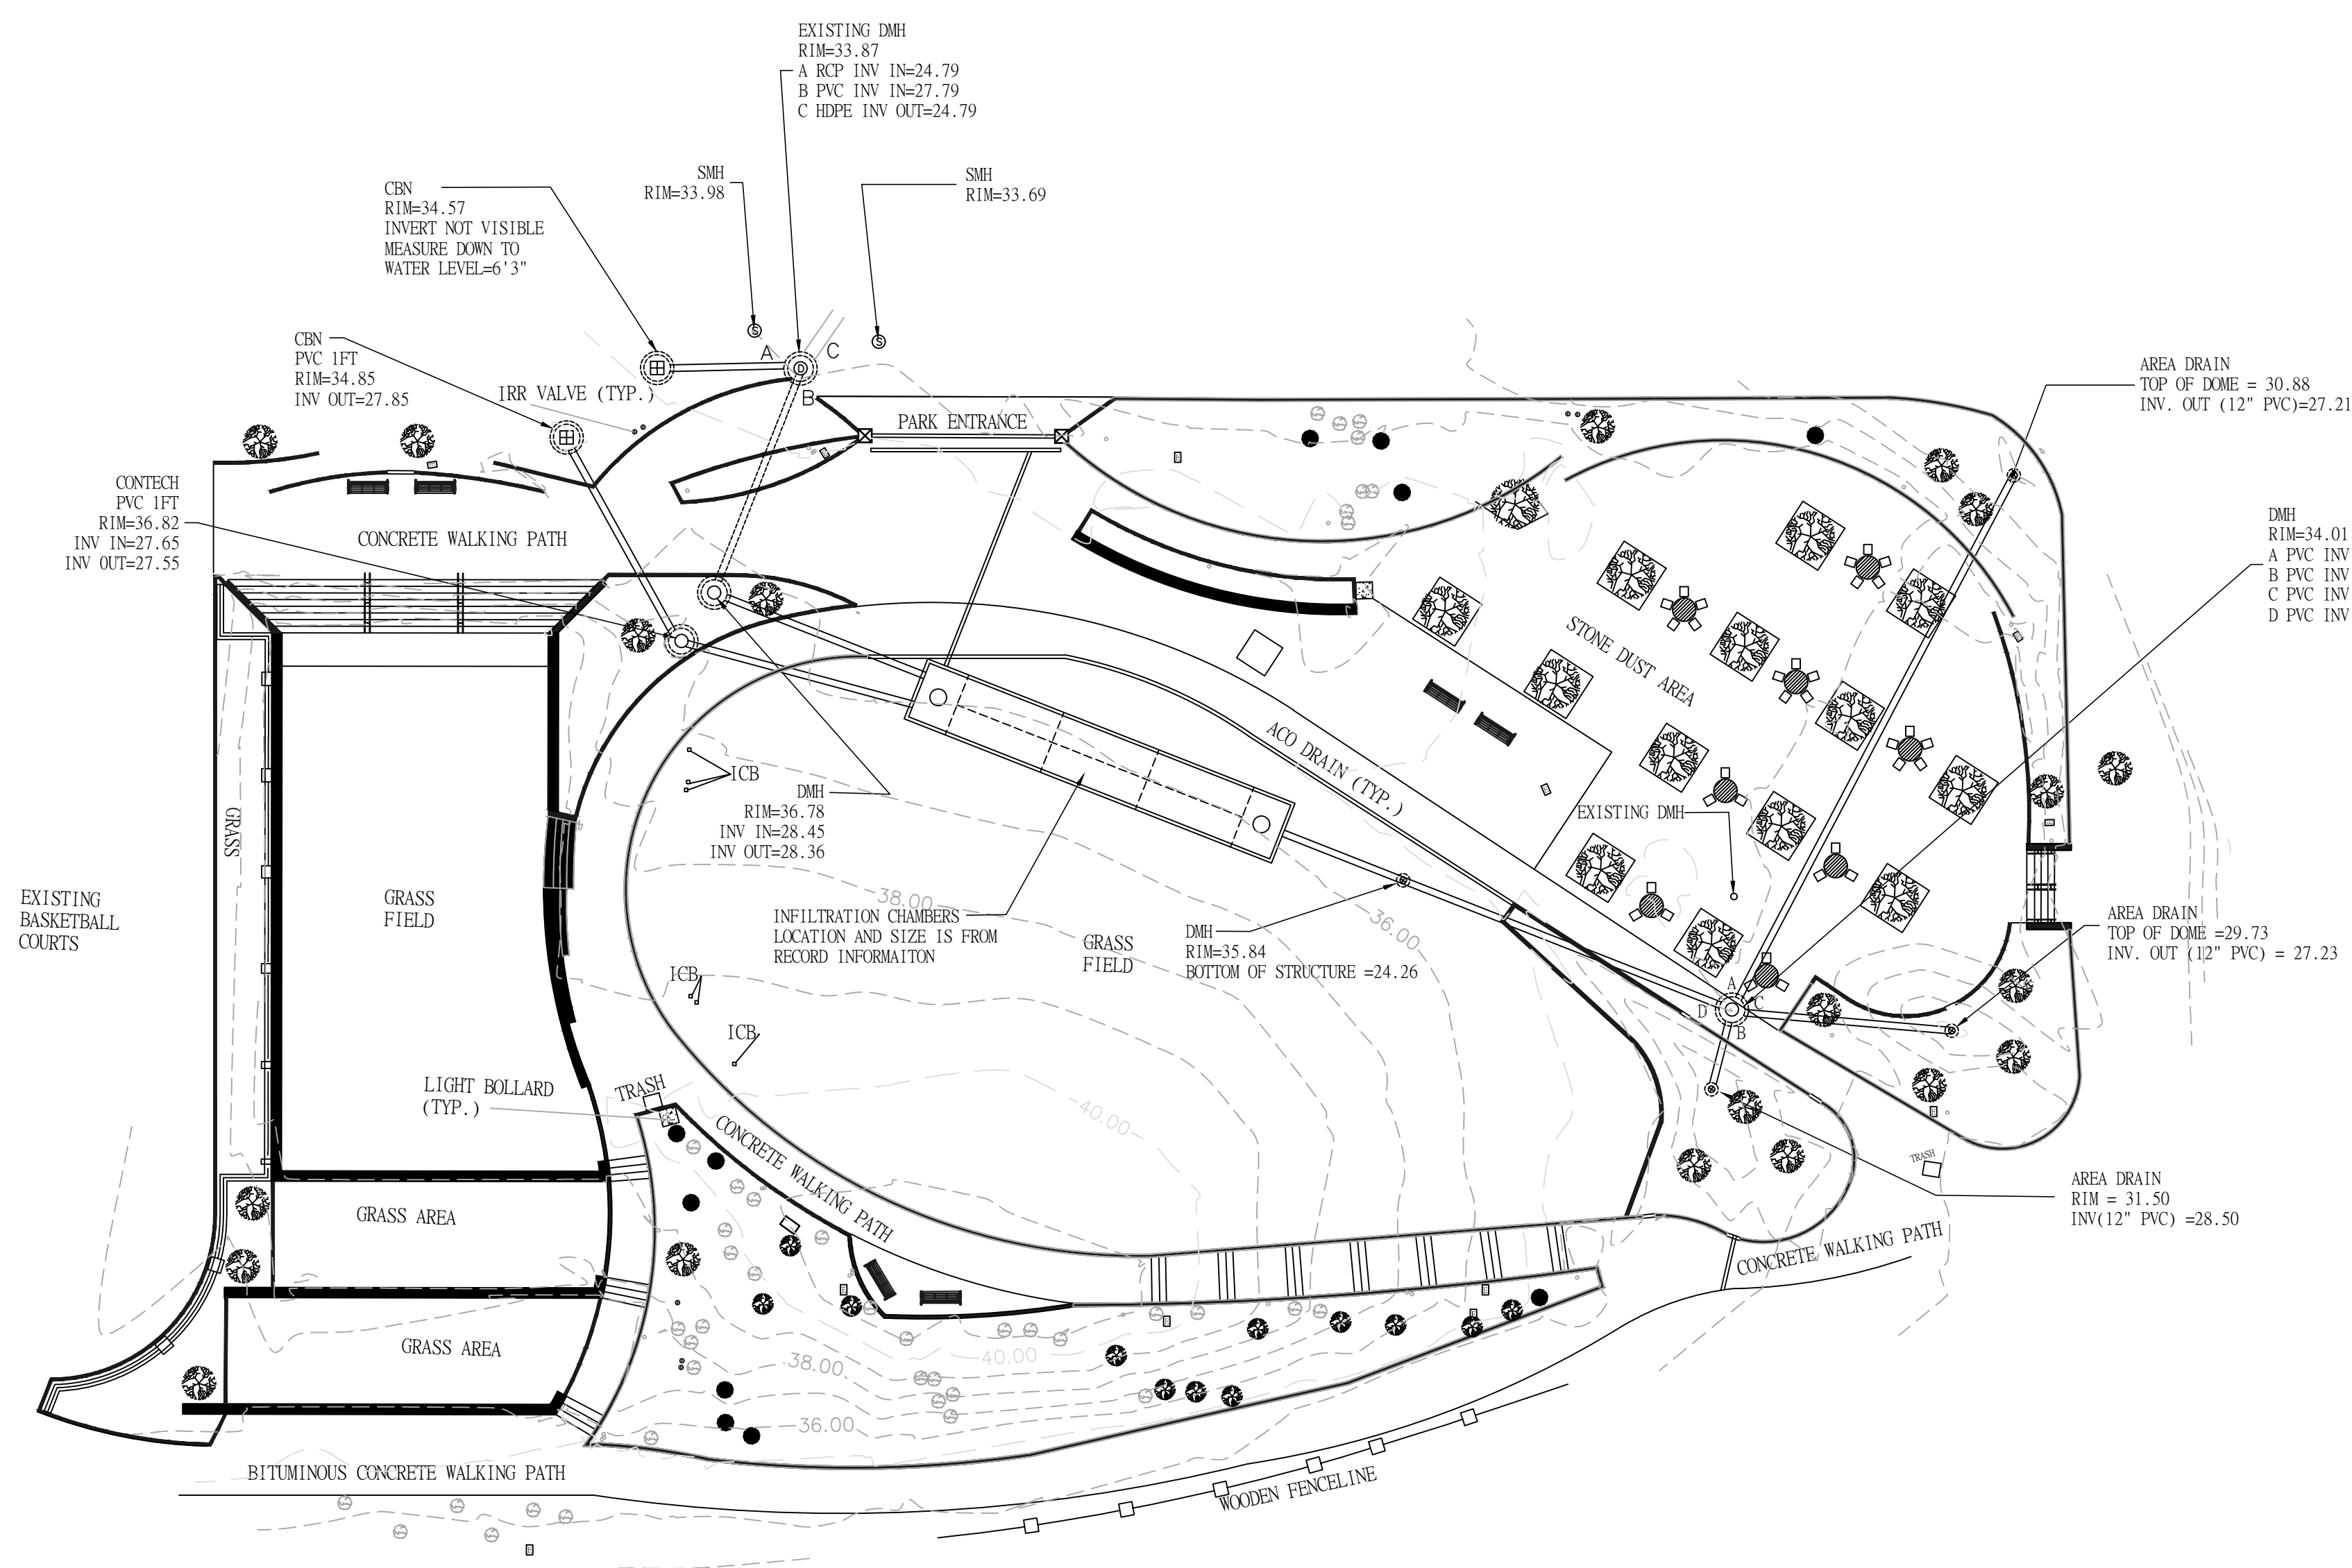 EXISTING DMH
RIM=33.87
A RCP INV IN=24.79
B PVC INV IN=27.79
C HDPE INV OUT=24.79
SMH
RIM=33.98
SMH
RIM=33.69
CBN
RIM=34.57
INVERT NOT VISIBLE
MEASURE DOWN TO
WATER LEVEL=6'3"
CBN
PVC 1FT
RIM=34.85
INV OUT=27.85
IRR VALVE (TYP.)
A
C
B
D
S
S
PARK ENTRANCE
AREA DRAIN
TOP OF DOME = 30.88
INV. OUT (12" PVC)=27.21
CONTECH
PVC 1FT
RIM=36.82
INV IN=27.65
INV OUT=27.55
CONCRETE WALKING PATH
DMH
RIM=34.01
A PVC INV
B PVC INV
C PVC INV
D PVC INV
STONE DUST AREA
ACO DRAIN (TYP.)
ICB
DMH
RIM=36.78
INV IN=28.45
INV OUT=28.36
EXISTING DMH
GRASS
EXISTING
BASKETBALL
COURTS
GRASS
FIELD
38.00
36.00
INFILTRATION CHAMBERS
LOCATION AND SIZE IS FROM
RECORD INFORMAITON
GRASS
FIELD
DMH
RIM=35.84
BOTTOM OF STRUCTURE =24.26
AREA DRAIN
TOP OF DOME =29.73
INV. OUT (12" PVC) = 27.23
ICB
ICB
A
C
D
B
LIGHT BOLLARD
(TYP.)
TRASH
40.00
CONCRETE WALKING PATH
TRASH
AREA DRAIN
RIM = 31.50
INV(12" PVC) =28.50
GRASS AREA
CONCRETE WALKING PATH
GRASS AREA
38.00
40.00
36.00
BITUMINOUS CONCRETE WALKING PATH
WOODEN FENCELINE